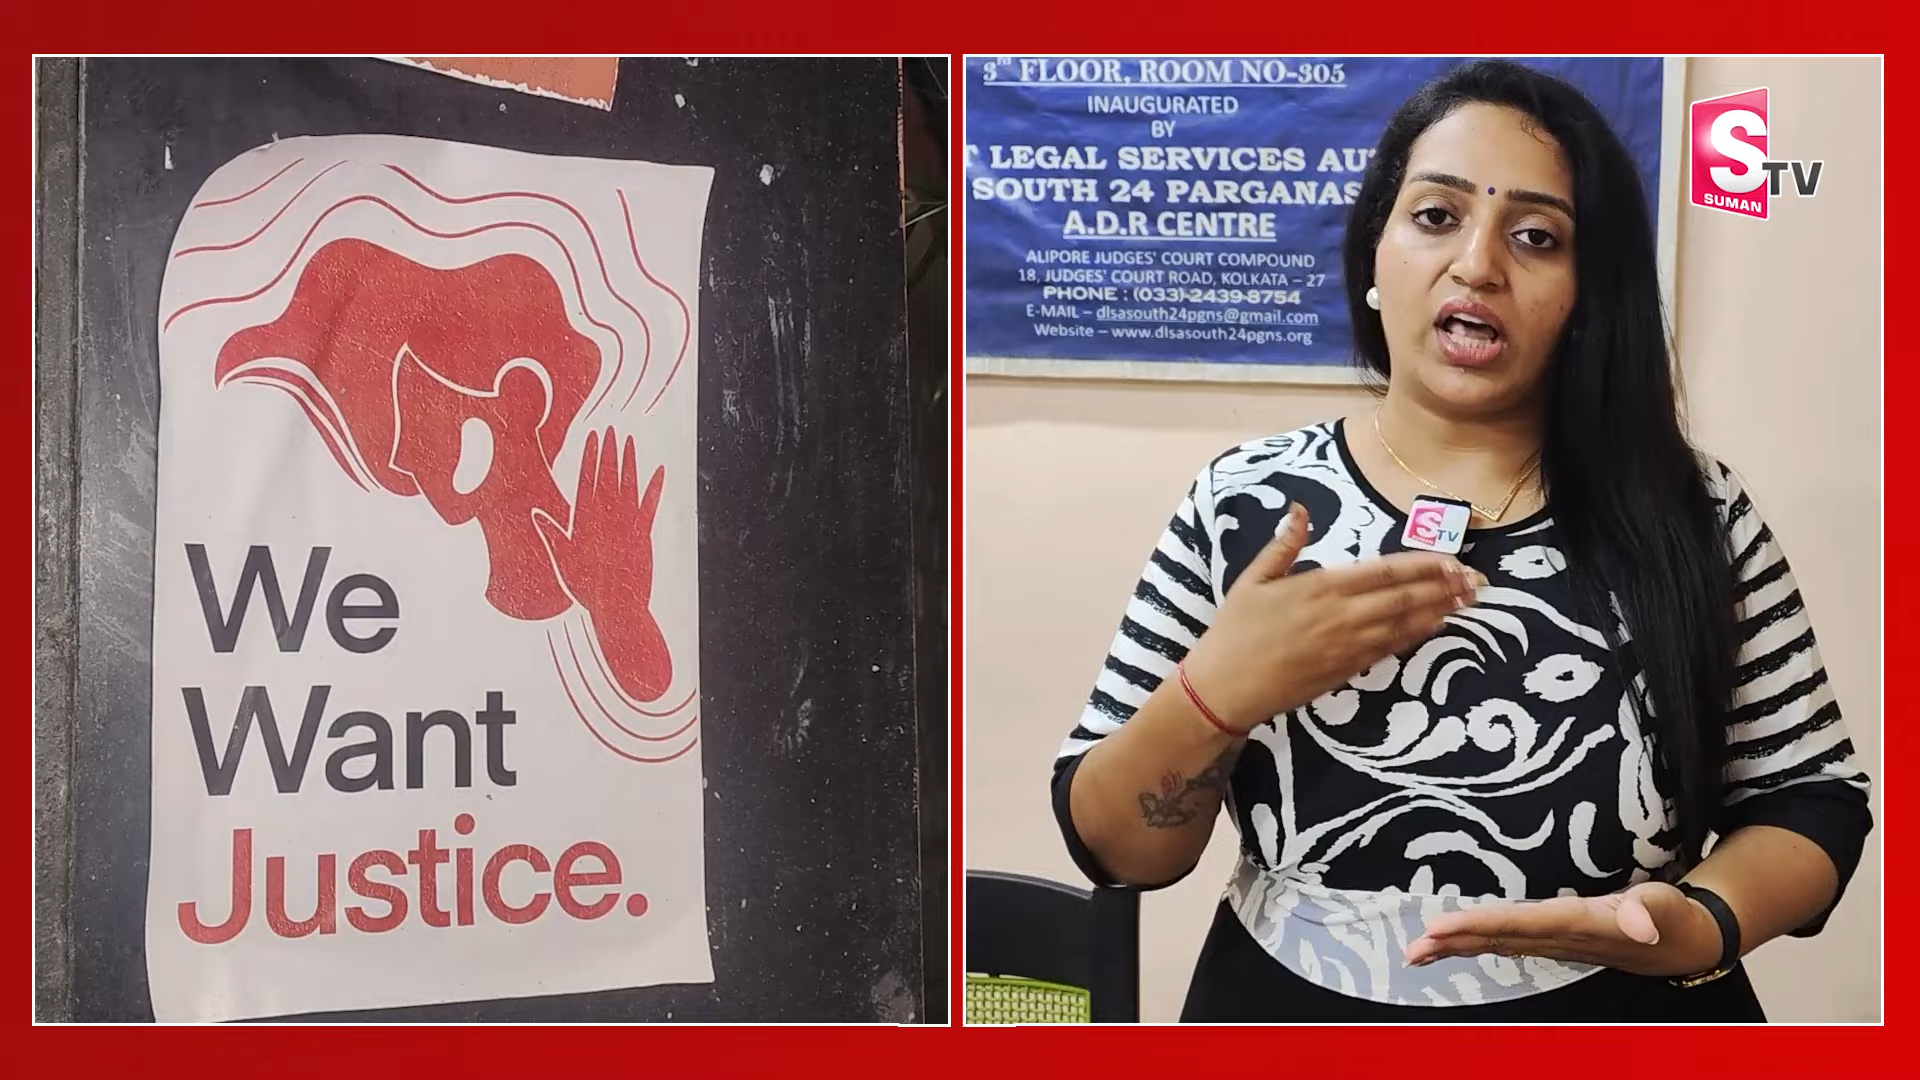 We
Want
Justice.
3rd FLOOR, ROOM NO-305
INAUGURATED
BY
T LEGAL SERVICES AU
SOUTH 24 PARGANAS
A.D.R CENTRE
ALIPORE JUDGES' COURT COMPOUND
18, JUDGES' COURT ROAD, KOLKATA – 27
PHONE : (033)-2439-8754
E-MAIL – dlsasouth24pgns@gmail.com
Website – www.dlsasouth24pgns.org
S
TV
SUMAN
S
TV
SUMAN